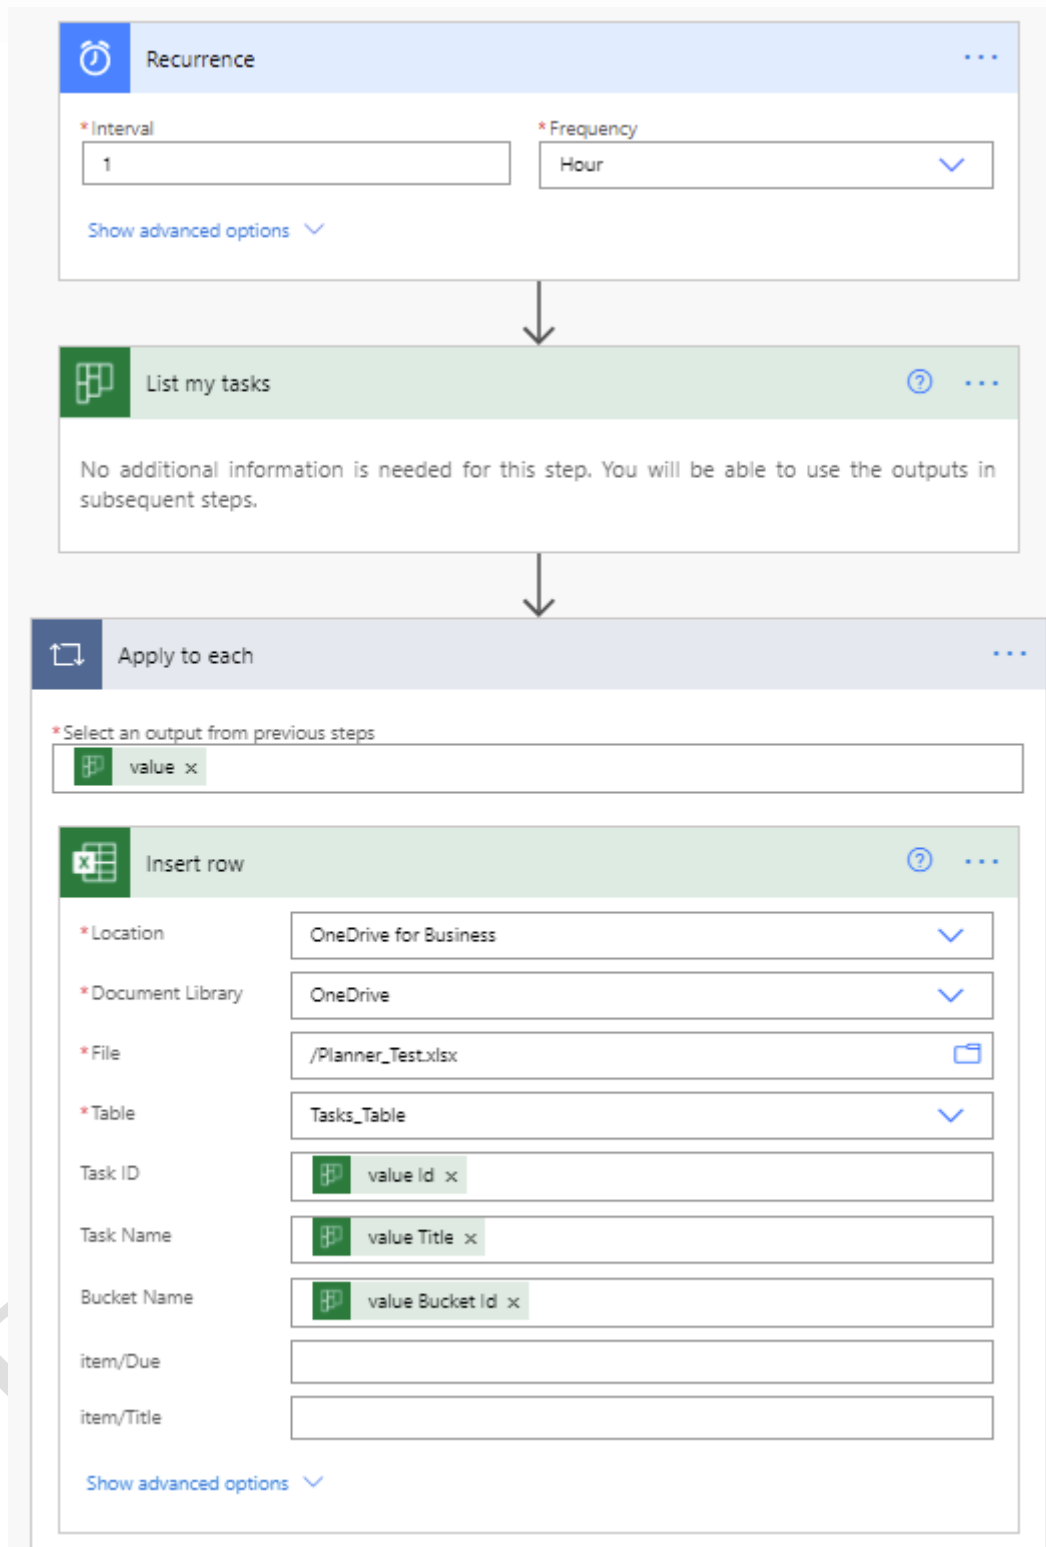 Recurrence
*Interval
*Frequency
1
Hour
Show advanced options
List my tasks
No additional information is needed for this step. You will be able to use the outputs in
subsequent steps.
Apply to each
*Select an output from previous steps
value ×
Insert row
*Location
OneDrive for Business
*Document Library
OneDrive
*File
/Planner_Test.xlsx
*Table
Tasks_Table
Task ID
value Id ×
Task Name
value Title ×
Bucket Name
value Bucket Id ×
item/Due
item/Title
Show advanced options